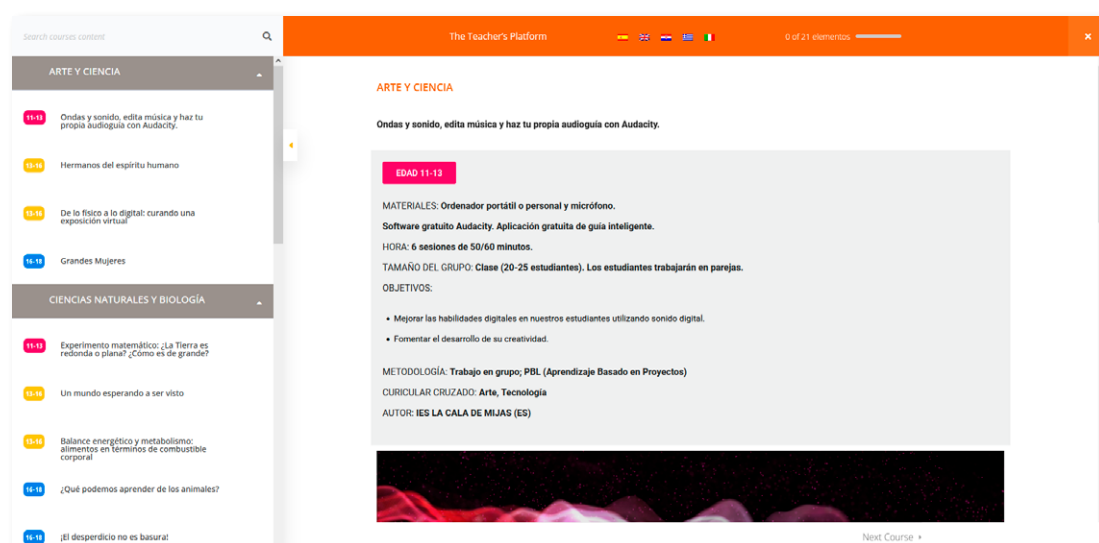 Search courses content
The Teacher's Platform
0 of 21 elementos
×
ARTE Y CIENCIA
11-13
Ondas y sonido, edita música y haz tu
propia audioguía con Audacity.
13-16
Hermanos del espíritu humano
13-16
De lo físico a lo digital: curando una
exposición virtual
16-18
Grandes Mujeres
CIENCIAS NATURALES Y BIOLOGÍA
11-13
Experimento matemático: ¿La Tierra es
redonda o plana? ¿Cómo es de grande?
13-16
Un mundo esperando a ser visto
13-16
Balance energético y metabolismo:
alimentos en términos de combustible
corporal
16-18
¿Qué podemos aprender de los animales?
16-18
¡El desperdicio no es basura!
ARTE Y CIENCIA
Ondas y sonido, edita música y haz tu propia audioguía con Audacity.
EDAD 11-13
MATERIALES: Ordenador portátil o personal y micrófono.
Software gratuito Audacity. Aplicación gratuita de guía inteligente.
HORA: 6 sesiones de 50/60 minutos.
TAMAÑO DEL GRUPO: Clase (20-25 estudiantes). Los estudiantes trabajarán en parejas.
OBJETIVOS:
• Mejorar las habilidades digitales en nuestros estudiantes utilizando sonido digital.
• Fomentar el desarrollo de su creatividad.
METODOLOGÍA: Trabajo en grupo; PBL (Aprendizaje Basado en Proyectos)
CURICULAR CRUZADO: Arte, Tecnología
AUTOR: IES LA CALA DE MIJAS (ES)
Next Course